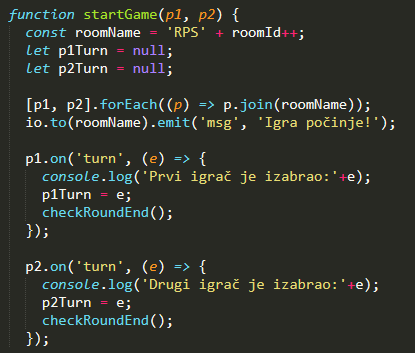 function startGame(p1, p2) {
const roomName = 'RPS' + roomId++;
let p1Turn = null;
let p2Turn = null;
[p1, p2].forEach((p) => p.join(roomName));
io.to(roomName).emit('msg', 'Igra počinje!');
p1.on('turn', (e) => {
console.log('Prvi igrač je izabrao:'+e);
p1Turn = e;
checkRoundEnd();
});
p2.on('turn', (e) => {
console.log('Drugi igrač je izabrao:'+e);
p2Turn = e;
checkRoundEnd();
});